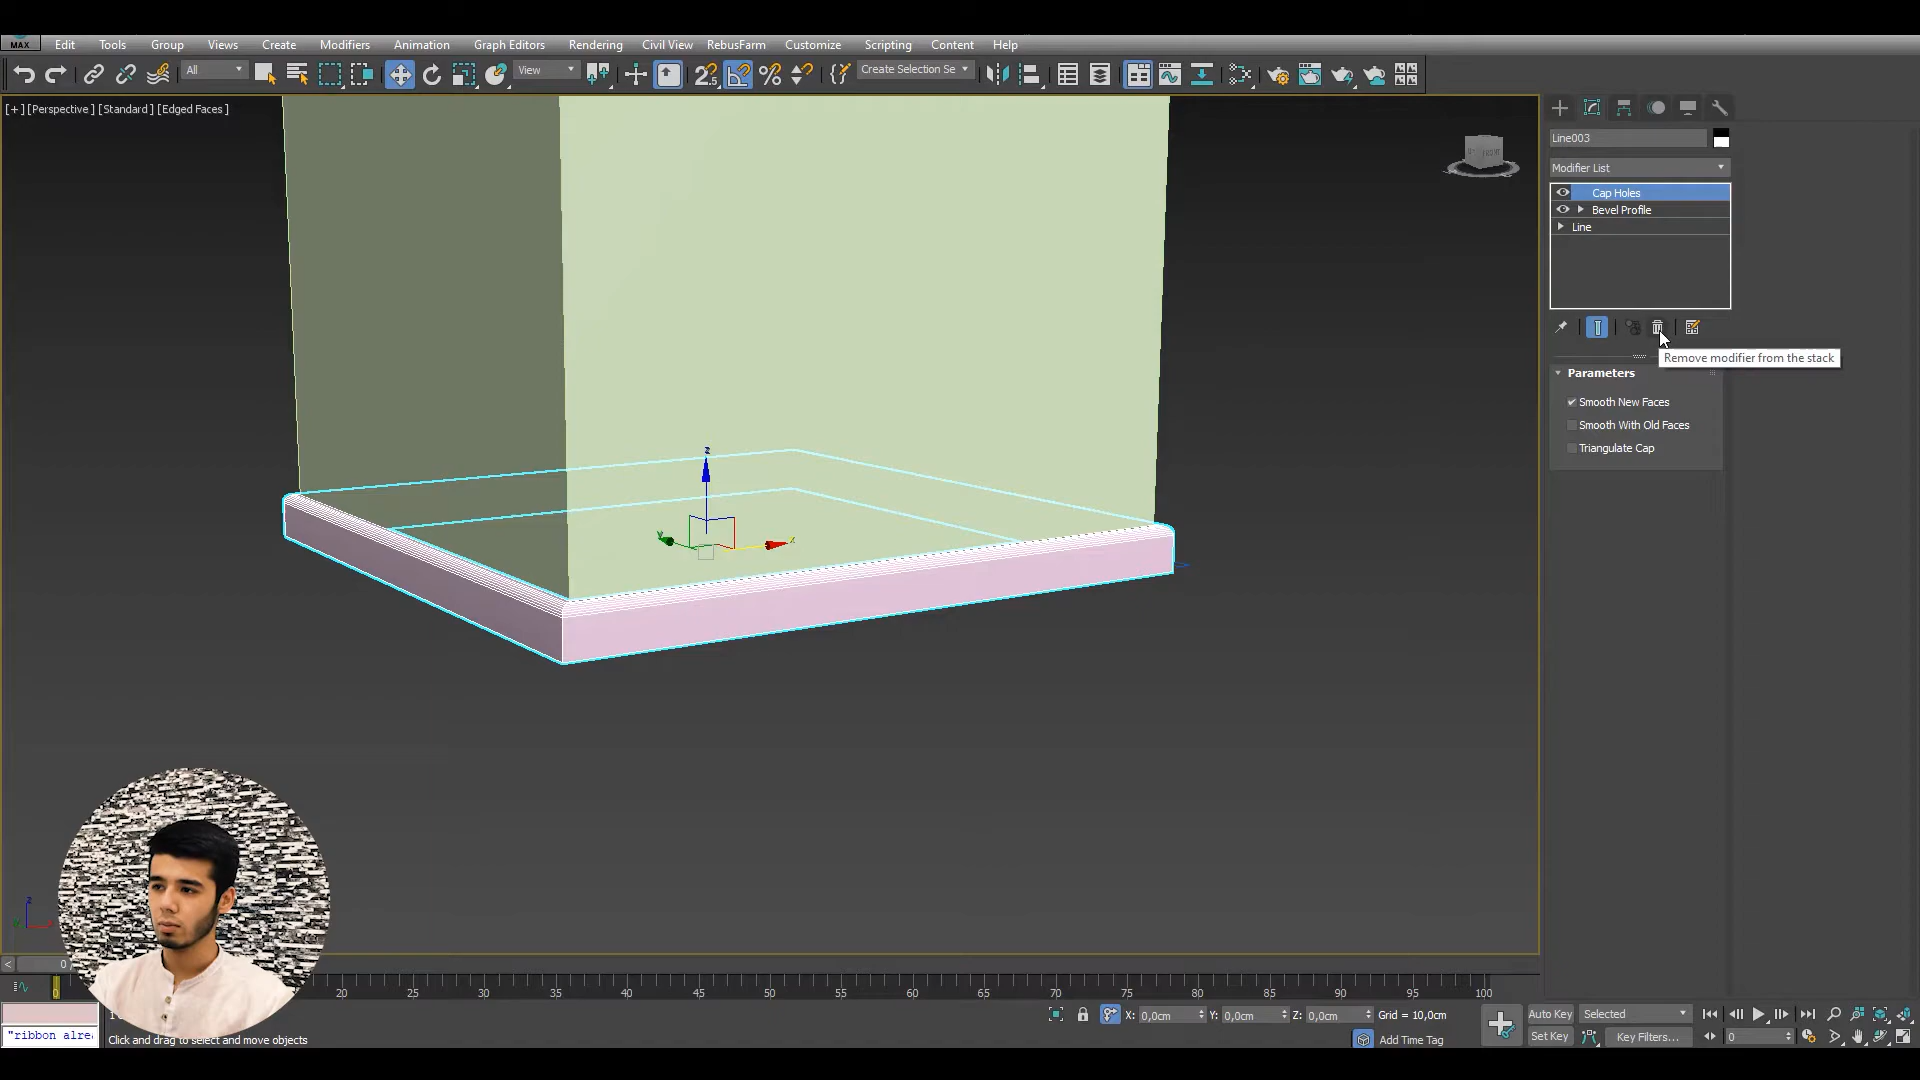 MAX Edit Tools Group Views Create Modifiers Animation Graph Editors Rendering Civil View RebusFarm Customize Scripting Content Help
All View Create Selection Se
[+] [Perspective] [Standard] [Edged Faces]
Line003
Modifier List
Cap Holes
Bevel Profile
Line
Remove modifier from the stack
Parameters
Smooth New Faces
Smooth With Old Faces
Triangulate Cap
z
y
x
z
0
0 20 25 30 35 40 45 50 55 60 65 70 75 80 85 90 95 100
X: 0,0cm Y: 0,0cm Z: 0,0cm Grid = 10,0cm Auto Key Selected
"ribbon alrea Click and drag to select and move objects Add Time Tag Set Key Key Filters... 0